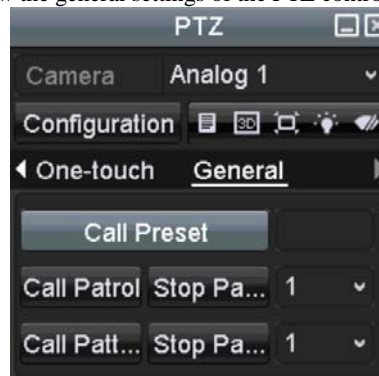 the general settings of the PTZ contro
PTZ
Camera Analog 1
Configuration 3D
One-touch General
Call Preset
Call Patrol Stop Pa... 1
Call Patt... Stop Pa... 1